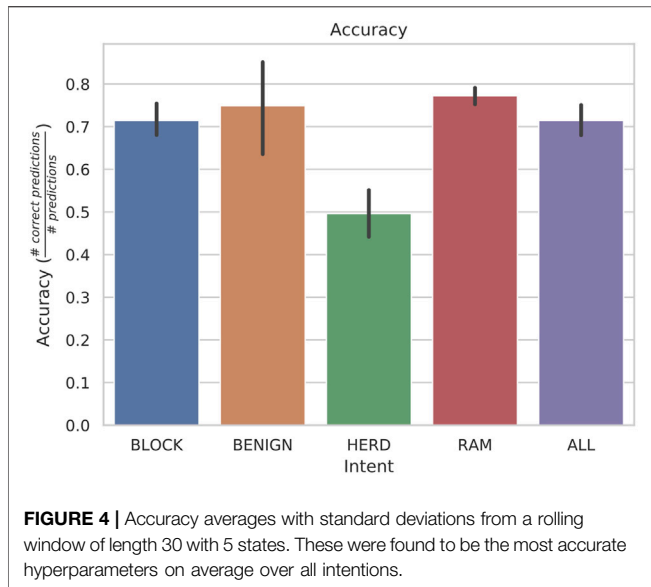 Accuracy
Accuracy (# correct predictions / # predictions)
0.8
0.7
0.6
0.5
0.4
0.3
0.2
0.1
0.0
BLOCK BENIGN HERD RAM ALL
Intent
FIGURE 4 | Accuracy averages with standard deviations from a rolling
window of length 30 with 5 states. These were found to be the most accurate
hyperparameters on average over all intentions.